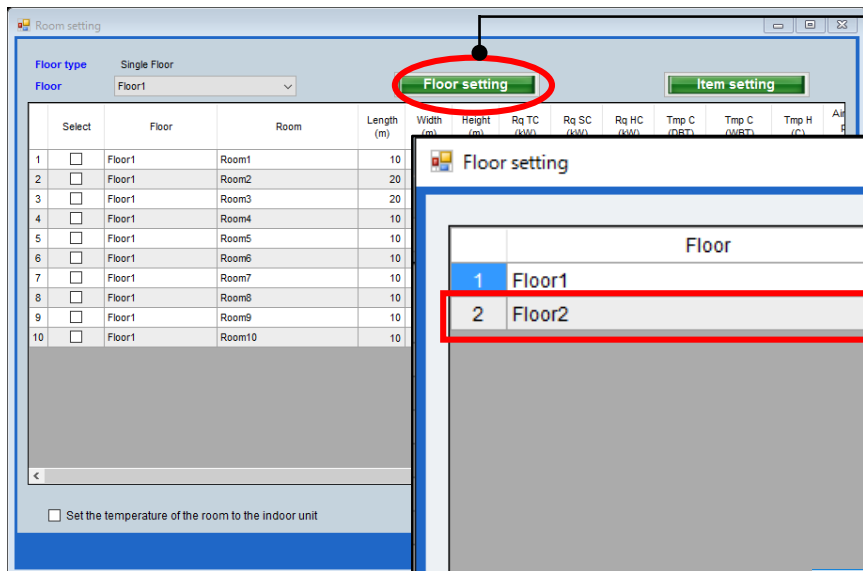 Room setting
Floor type Single Floor
Floor Floor1 Floor setting Item setting
Select Floor Room Length (m) Width (m) Height (m) Rq TC (kW) Rq SC (kW) Rq HC (kW) Tmp C (DBT) Tmp C (WBT) Tmp H (C) Air
1 Floor1 Room1 10
2 Floor1 Room2 20
3 Floor1 Room3 20
4 Floor1 Room4 10
5 Floor1 Room5 10
6 Floor1 Room6 10
7 Floor1 Room7 10
8 Floor1 Room8 10
9 Floor1 Room9 10
10 Floor1 Room10 10
Set the temperature of the room to the indoor unit
Floor setting
Floor
1 Floor1
2 Floor2